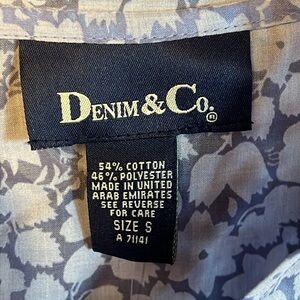 DENIM & CO.®
54% COTTON
46% POLYESTER
MADE IN UNITED
ARAB EMIRATES
SEE REVERSE
FOR CARE
SIZE S
A 71141